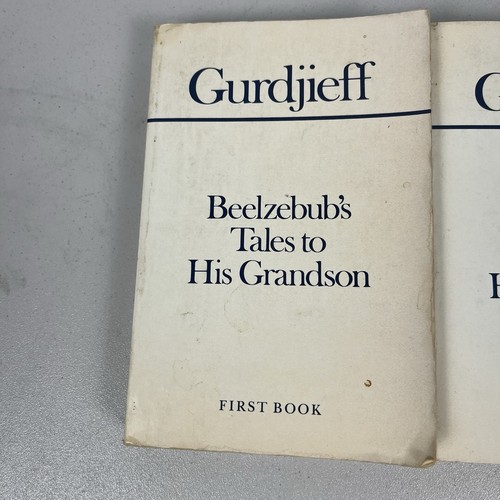 Gurdjieff
Beelzebub's
Tales to
His Grandson
FIRST BOOK